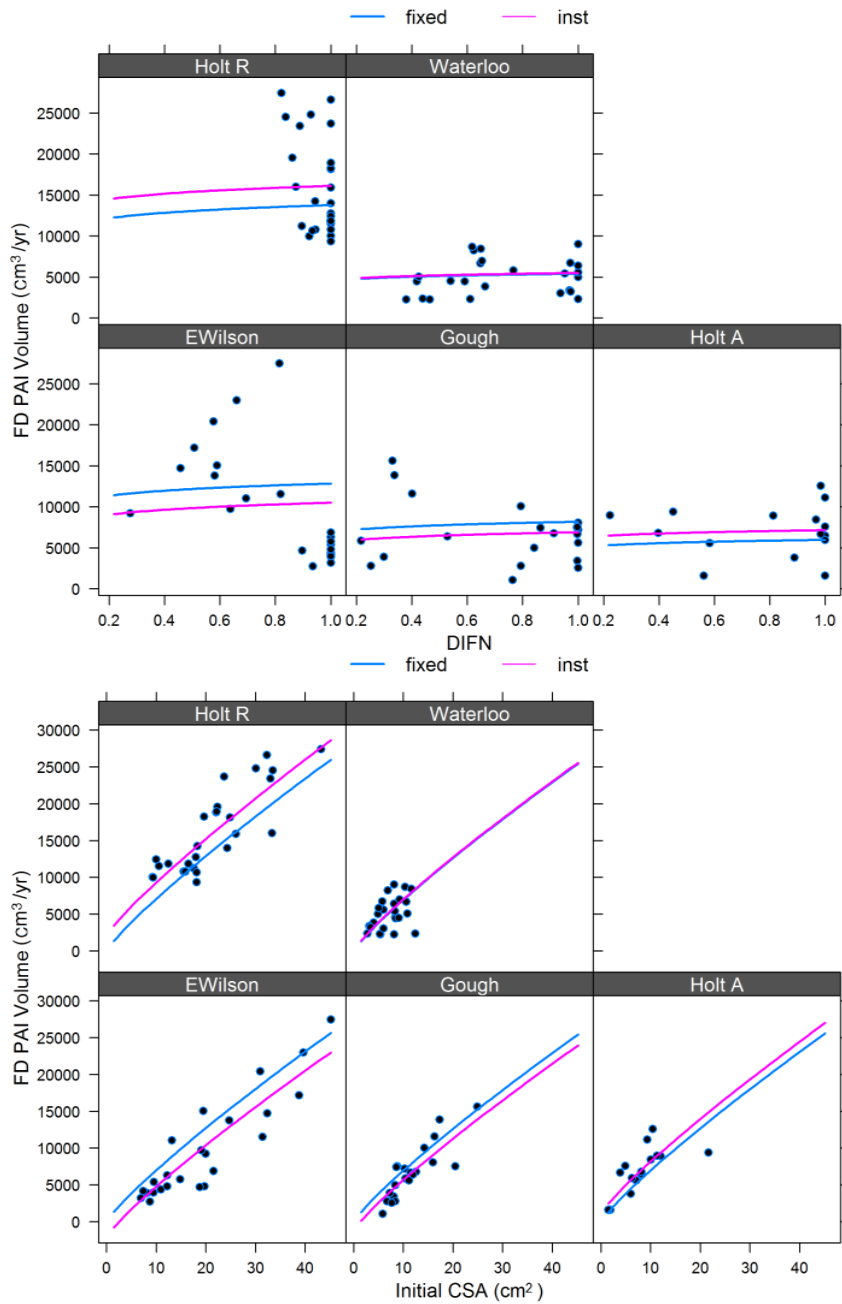 fixed inst
Holt R Waterloo
25000
20000
15000
10000
5000
0
EWilson Gough Holt A
25000
20000
15000
10000
5000
0
FD PAI Volume (cm³/yr)
0.2 0.4 0.6 0.8 1.0 0.2 0.4 0.6 0.8 1.0 0.2 0.4 0.6 0.8 1.0
DIFN
fixed inst
Holt R Waterloo
30000
25000
20000
15000
10000
5000
0
EWilson Gough Holt A
30000
25000
20000
15000
10000
5000
0
FD PAI Volume (cm³/yr)
0 10 20 30 40 0 10 20 30 40 0 10 20 30 40
Initial CSA (cm²)